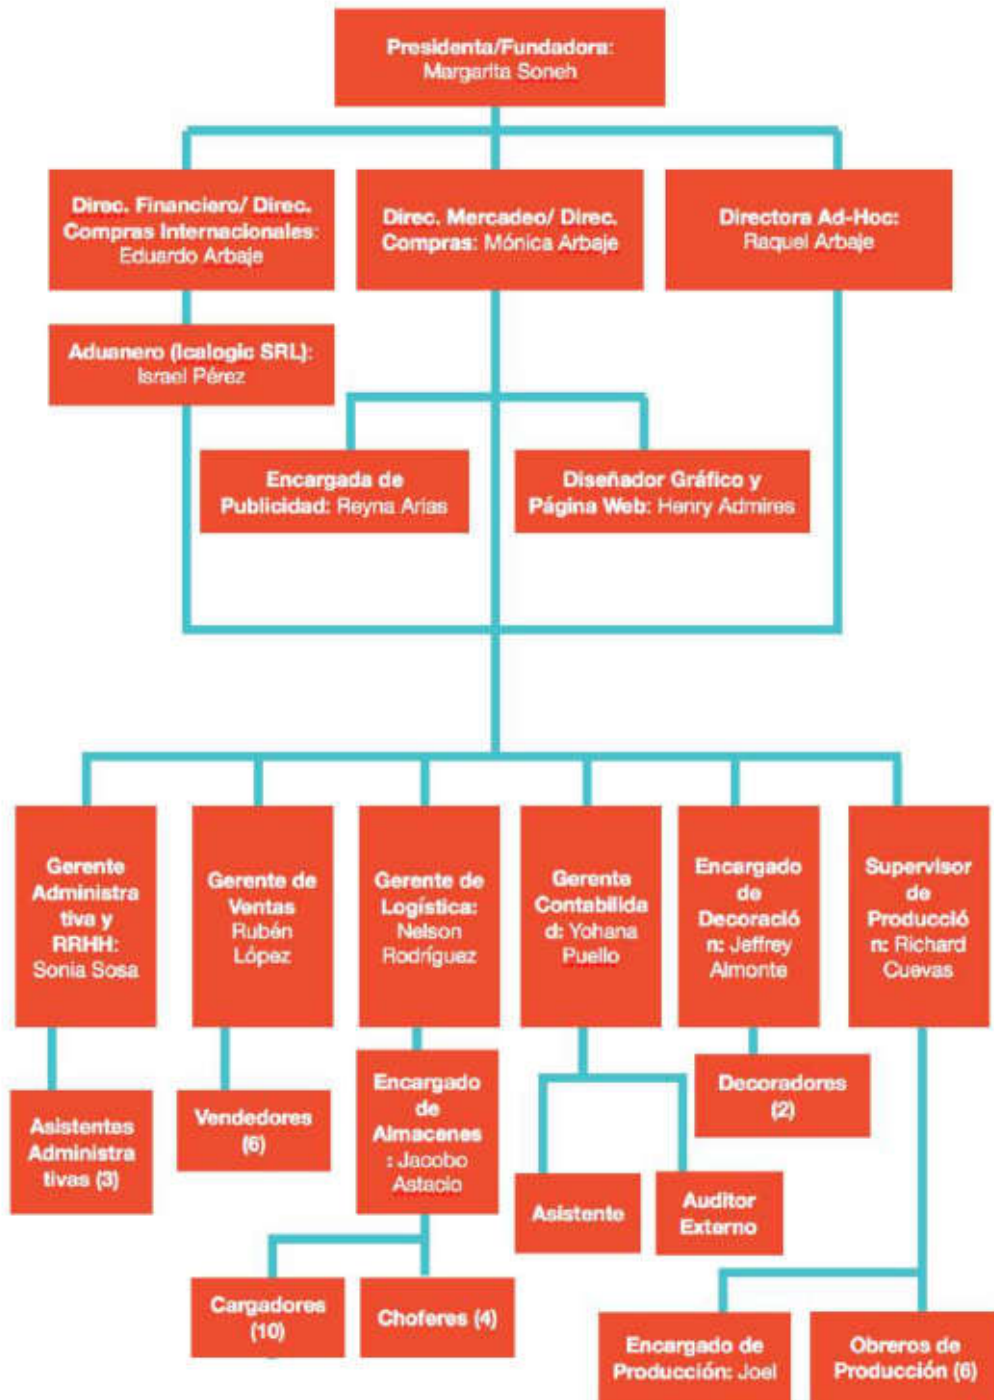 Presidenta/Fundadora:
Margarita Soneh
Direc. Financiero/ Direc.
Compras Internacionales:
Eduardo Arbaje
Direc. Mercadeo/ Direc.
Compras: Mónica Arbaje
Directora Ad-Hoc:
Raquel Arbaje
Aduanero (Icalogic SRL):
Israel Pérez
Encargada de
Publicidad: Reyna Arias
Diseñador Gráfico y
Página Web: Henry Admires
Gerente
Administra
tiva y
RRHH:
Sonia Sosa
Gerente de
Ventas
Rubén
López
Gerente de
Logística:
Nelson
Rodríguez
Gerente
Contabilida
d: Yohana
Puello
Encargado
de
Decoració
n: Jeffrey
Almonte
Supervisor
de
Producció
n: Richard
Cuevas
Asistentes
Administra
tivas (3)
Vendedores
(6)
Encargado
de
Almacenes
: Jacobo
Astacio
Asistente
Auditor
Externo
Decoradores
(2)
Cargadores
(10)
Choferes (4)
Encargado de
Producción: Joel
Obreros de
Producción (6)